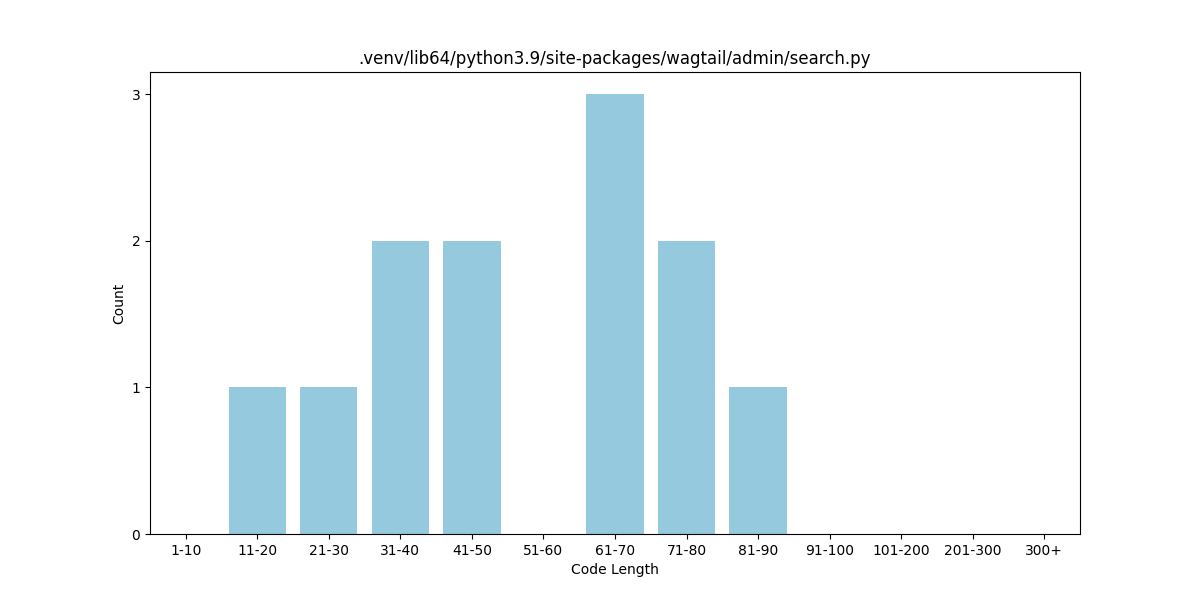 .venv/lib64/python3.9/site-packages/wagtail/admin/search.py
3
2
1
0
Count
1-10 11-20 21-30 31-40 41-50 51-60 61-70 71-80 81-90 91-100 101-200 201-300 300+
Code Length